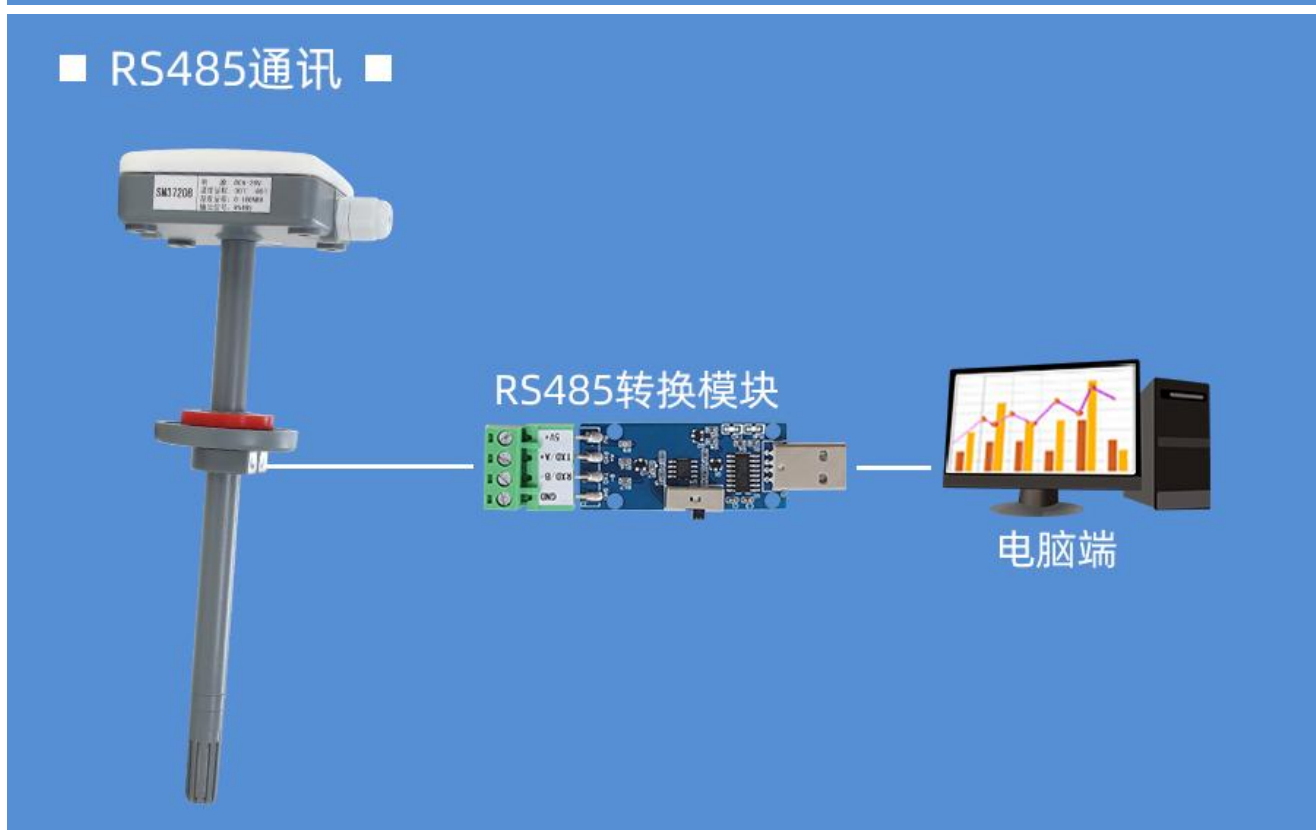 RS485通讯
SM3720B
RS485转换模块
5V+
TXD/A+
RXD/B-
GND
电脑端